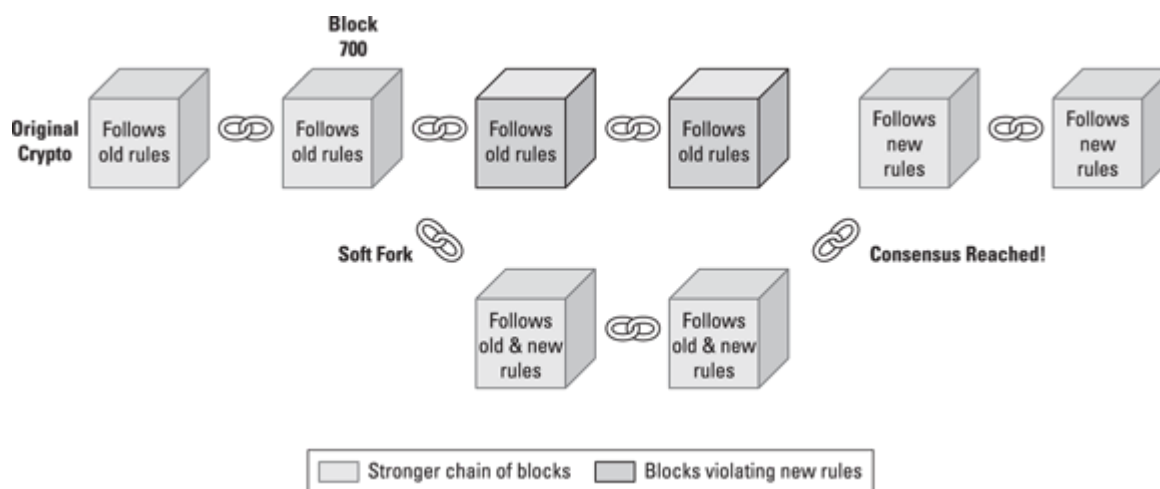 Block
700
Original
Crypto
Follows
old rules
Follows
old rules
Follows
old rules
Follows
old rules
Follows
new
rules
Follows
new
rules
Soft Fork
Consensus Reached!
Follows
old & new
rules
Follows
old & new
rules
Stronger chain of blocks
Blocks violating new rules